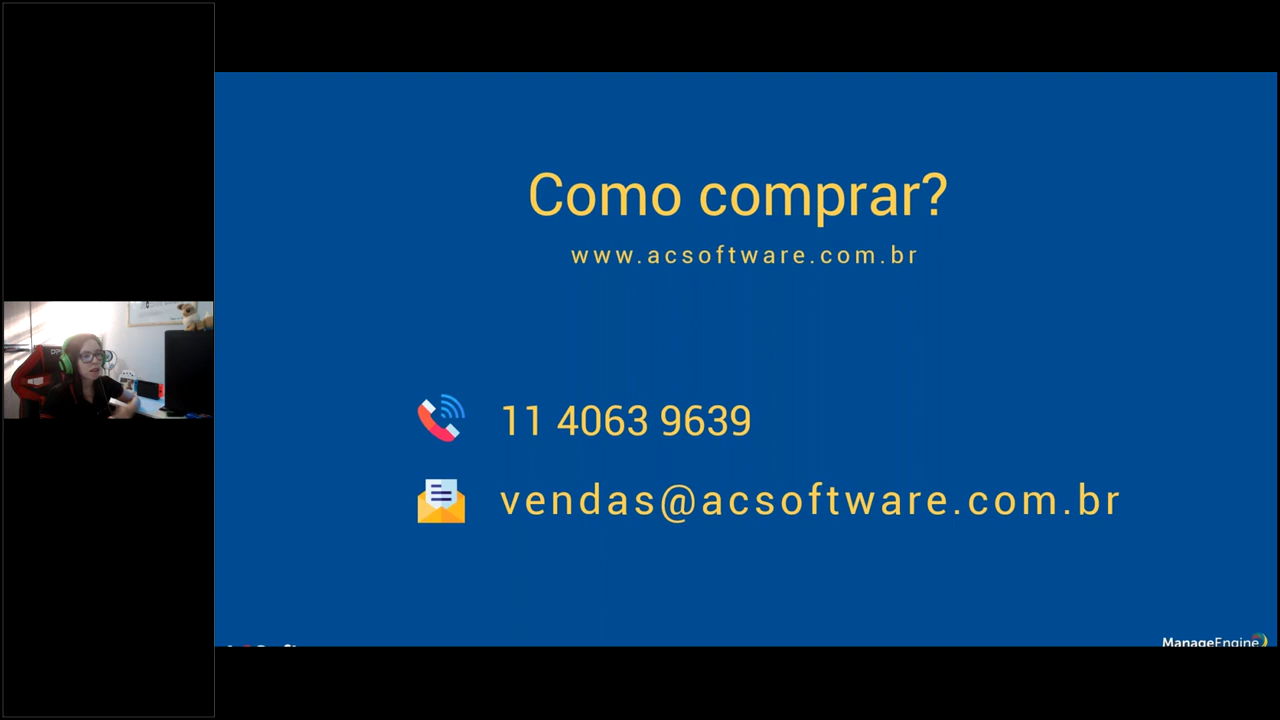 Como comprar?
www.acsoftware.com.br
11 4063 9639
vendas@acsoftware.com.br
ManageEngine